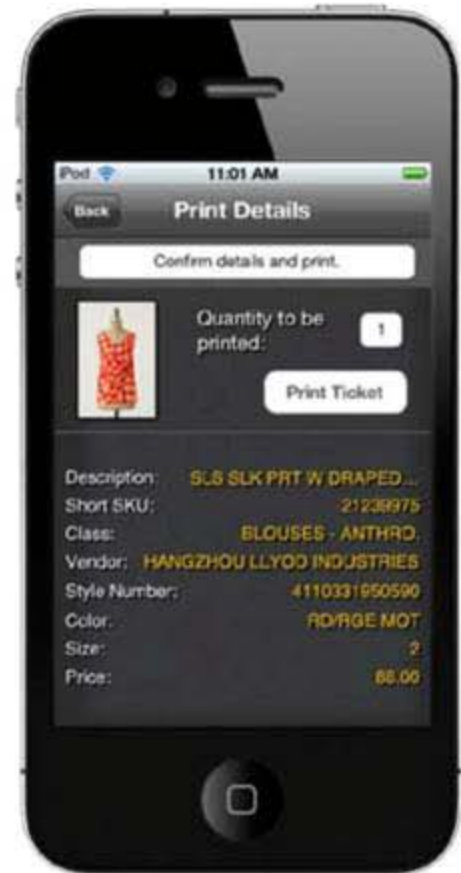 iPod 11:01 AM
Back Print Details
Confirm details and print.
Quantity to be
printed: 1
Print Ticket
Description: SLS SLK PRT W DRAPED...
Short SKU: 21239975
Class: BLOUSES - ANTHRO.
Vendor: HANGZHOU LLYOD INDUSTRIES
Style Number: 4110331950590
Color: RD/RGE MOT
Size: 2
Price: